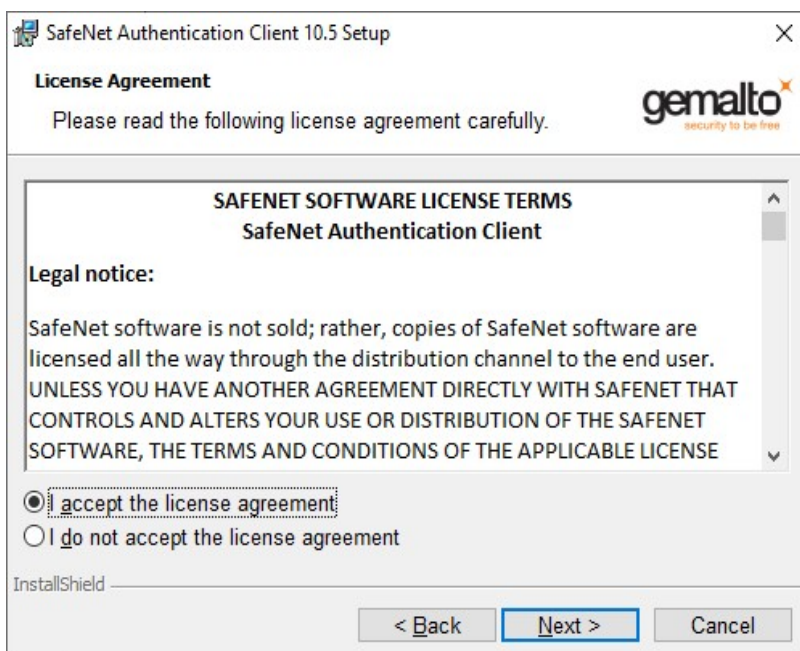 SafeNet Authentication Client 10.5 Setup
License Agreement
Please read the following license agreement carefully.
gemalto
security to be free
SAFENET SOFTWARE LICENSE TERMS
SafeNet Authentication Client
Legal notice:
SafeNet software is not sold; rather, copies of SafeNet software are
licensed all the way through the distribution channel to the end user.
UNLESS YOU HAVE ANOTHER AGREEMENT DIRECTLY WITH SAFENET THAT
CONTROLS AND ALTERS YOUR USE OR DISTRIBUTION OF THE SAFENET
SOFTWARE, THE TERMS AND CONDITIONS OF THE APPLICABLE LICENSE
I accept the license agreement
I do not accept the license agreement
InstallShield
< Back
Next >
Cancel